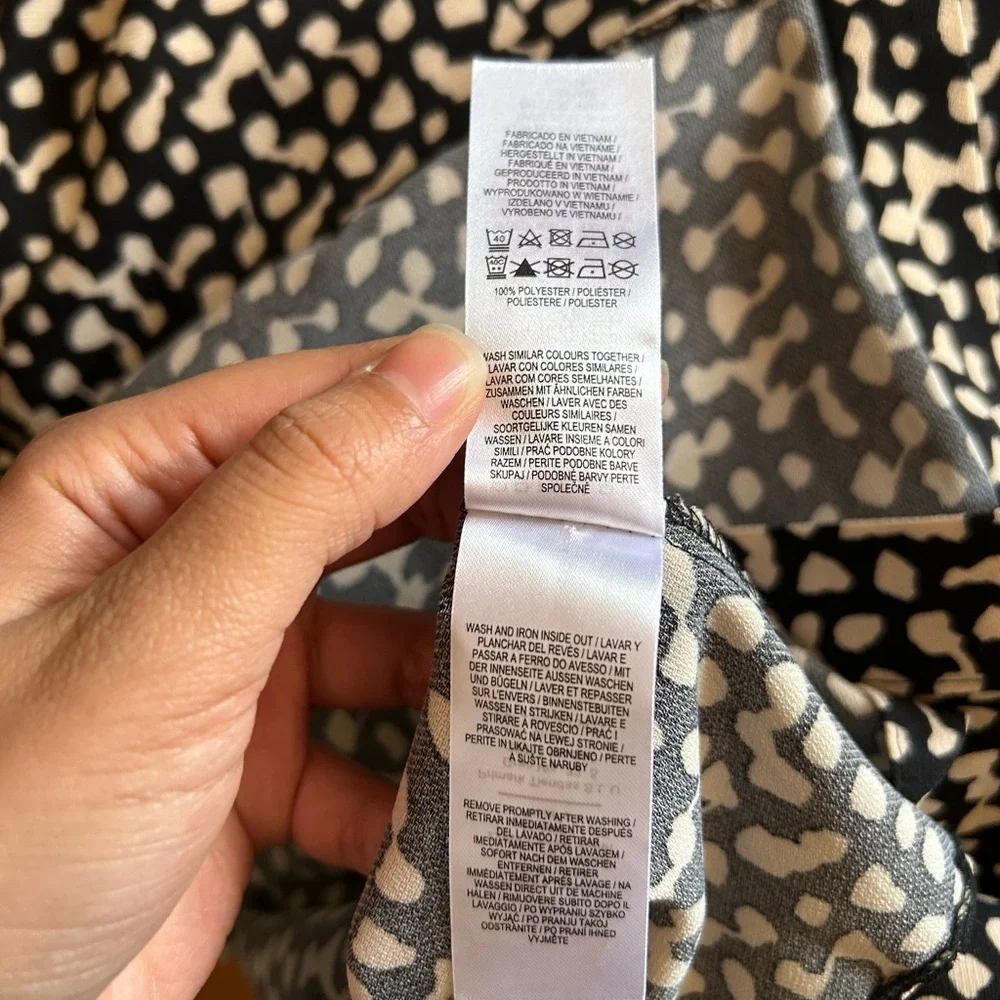 FABRICADO EN VIETNAM /
FABRICADO NA VIETNAME /
HERGESTELLT IN VIETNAM /
FABRIQUÉ EN VIETNAM /
GEPRODUCEERD IN VIETNAM /
PRODOTTO IN VIETNAM /
WYPRODUKOWANO W WIETNAMIE /
IZDELANO V VIETNAMU /
VYROBENO VE VIETNAMU /
40
40C
100% POLYESTER / POLIÉSTER /
POLIESTERE / POLIESTER
WASH SIMILAR COLOURS TOGETHER /
LAVAR CON COLORES SIMILARES /
LAVAR COM CORES SEMELHANTES /
ZUSAMMEN MIT ÄHNLICHEN FARBEN
WASCHEN / LAVER AVEC DES
COULEURS SIMILAIRES /
SOORTGELIJKE KLEUREN SAMEN
WASSEN / LAVARE INSIEME A COLORI
SIMILI / PRAĆ PODOBNE KOLORY
RAZEM / PERITE PODOBNE BARVE
SKUPAJ / PODOBNÉ BARVY PERTE
SPOLEČNĚ
WASH AND IRON INSIDE OUT / LAVAR Y
PLANCHAR DEL REVÉS / LAVAR E
PASSAR A FERRO DO AVESSO / MIT
DER INNENSEITE AUSSEN WASCHEN
UND BÜGELN / LAVER ET REPASSER
SUR L'ENVERS / BINNENSTEBUITEN
WASSEN EN STRIJKEN / LAVARE E
STIRARE A ROVESCIO / PRAĆ I
PRASOWAĆ NA LEWEJ STRONIE /
PERITE IN LIKAJTE OBRNJENO / PERTE
A SUŠTE NARUBY
Primark Tiendas S.L.U
REMOVE PROMPTLY AFTER WASHING /
RETIRAR INMEDIATAMENTE DESPUÉS
DEL LAVADO / RETIRAR
IMEDIATAMENTE APÓS LAVAGEM /
SOFORT NACH DEM WASCHEN
ENTFERNEN / RETIRER
IMMÉDIATEMENT APRÈS LAVAGE / NA
WASSEN DIRECT UIT DE MACHINE
HALEN / RIMUOVERE SUBITO DOPO IL
LAVAGGIO / PO WYPRANIU SZYBKO
WYJĄĆ / PO PRANJU TAKOJ
ODSTRANITE / PO PRANÍ IHNED
VYJMĚTE